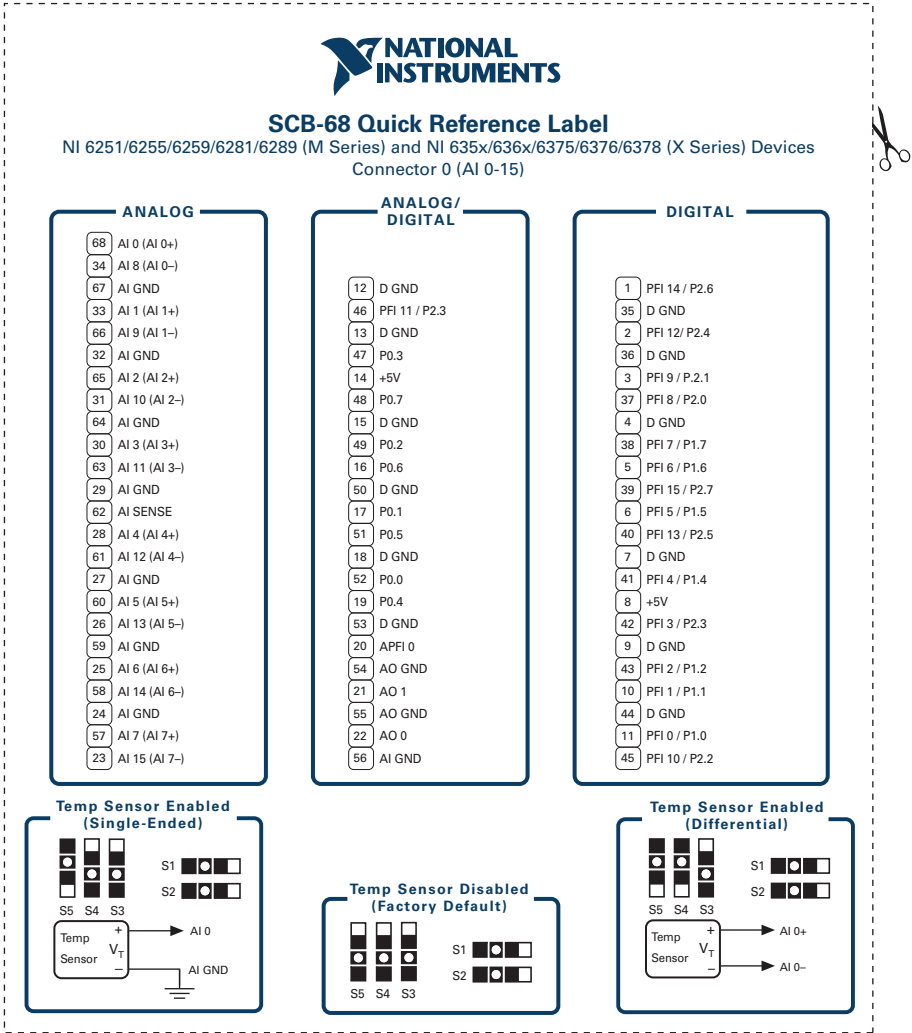 NATIONAL
INSTRUMENTS
SCB-68 Quick Reference Label
NI 6251/6255/6259/6281/6289 (M Series) and NI 635x/636x/6375/6376/6378 (X Series) Devices
Connector 0 (AI 0-15)
ANALOG
68 AI 0 (AI 0+)
34 AI 8 (AI 0–)
67 AI GND
33 AI 1 (AI 1+)
66 AI 9 (AI 1–)
32 AI GND
65 AI 2 (AI 2+)
31 AI 10 (AI 2–)
64 AI GND
30 AI 3 (AI 3+)
63 AI 11 (AI 3–)
29 AI GND
62 AI SENSE
28 AI 4 (AI 4+)
61 AI 12 (AI 4–)
27 AI GND
60 AI 5 (AI 5+)
26 AI 13 (AI 5–)
59 AI GND
25 AI 6 (AI 6+)
58 AI 14 (AI 6–)
24 AI GND
57 AI 7 (AI 7+)
23 AI 15 (AI 7–)
ANALOG/
DIGITAL
12 D GND
46 PFI 11 / P2.3
13 D GND
47 P0.3
14 +5V
48 P0.7
15 D GND
49 P0.2
16 P0.6
50 D GND
17 P0.1
51 P0.5
18 D GND
52 P0.0
19 P0.4
53 D GND
20 APFI 0
54 AO GND
21 AO 1
55 AO GND
22 AO 0
56 AI GND
DIGITAL
1 PFI 14 / P2.6
35 D GND
2 PFI 12/ P2.4
36 D GND
3 PFI 9 / P.2.1
37 PFI 8 / P2.0
4 D GND
38 PFI 7 / P1.7
5 PFI 6 / P1.6
39 PFI 15 / P2.7
6 PFI 5 / P1.5
40 PFI 13 / P2.5
7 D GND
41 PFI 4 / P1.4
8 +5V
42 PFI 3 / P2.3
9 D GND
43 PFI 2 / P1.2
10 PFI 1 / P1.1
44 D GND
11 PFI 0 / P1.0
45 PFI 10 / P2.2
Temp Sensor Enabled
(Single-Ended)
S1
S2
S5 S4 S3
Temp
Sensor
+
VT
–
AI 0
AI GND
Temp Sensor Disabled
(Factory Default)
S1
S2
S5 S4 S3
Temp Sensor Enabled
(Differential)
S1
S2
S5 S4 S3
Temp
Sensor
+
VT
–
AI 0+
AI 0–